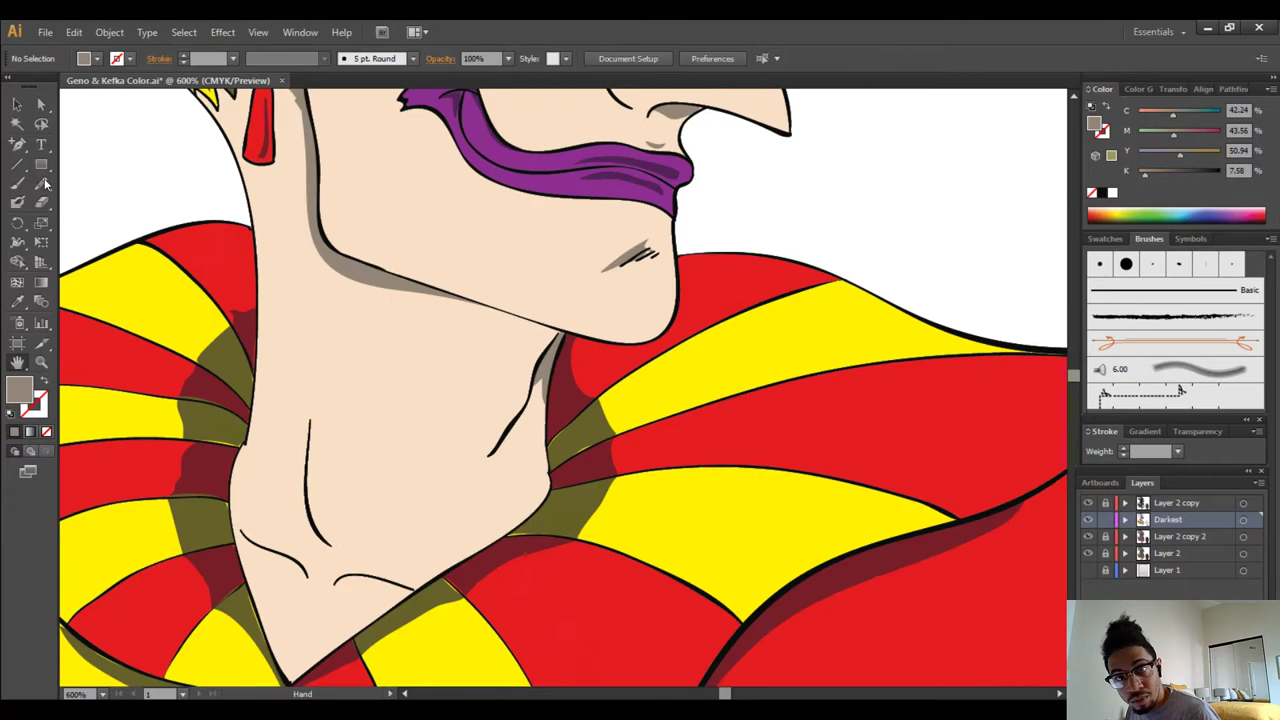 Ai File Edit Object Type Select Effect View Window Help Br Essentials
No Selection Stroke: 5 pt. Round Opacity: 100% Style: Document Setup Preferences
Geno & Kefka Color.ai* @ 600% (CMYK/Preview) ×
Color Color G Trans Align Pathfin
C 42.24 %
M 43.56 %
Y 50.94 %
K 7.58 %
T
Swatches Brushes Symbols
Basic
6.00
Stroke Gradient Transparency
Weight:
Artboards Layers
Layer 2 copy
Darkest
Layer 2 copy 2
Layer 2
Layer 1
600% 1 Hand